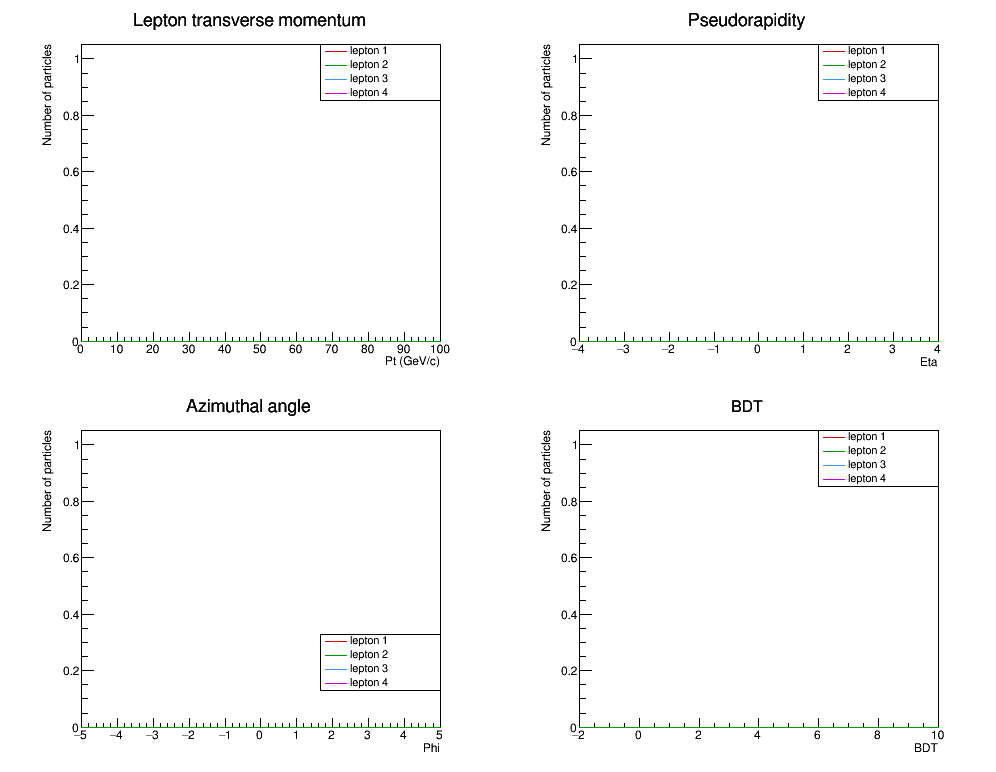 Lepton transverse momentum
Number of particles
1
0.8
0.6
0.4
0.2
0
lepton 1
lepton 2
lepton 3
lepton 4
0 10 20 30 40 50 60 70 80 90 100
Pt (GeV/c)
Pseudorapidity
Number of particles
1
0.8
0.6
0.4
0.2
0
lepton 1
lepton 2
lepton 3
lepton 4
−4 −3 −2 −1 0 1 2 3 4
Eta
Azimuthal angle
Number of particles
1
0.8
0.6
0.4
0.2
0
lepton 1
lepton 2
lepton 3
lepton 4
−5 −4 −3 −2 −1 0 1 2 3 4 5
Phi
BDT
Number of particles
1
0.8
0.6
0.4
0.2
0
lepton 1
lepton 2
lepton 3
lepton 4
−2 0 2 4 6 8 10
BDT